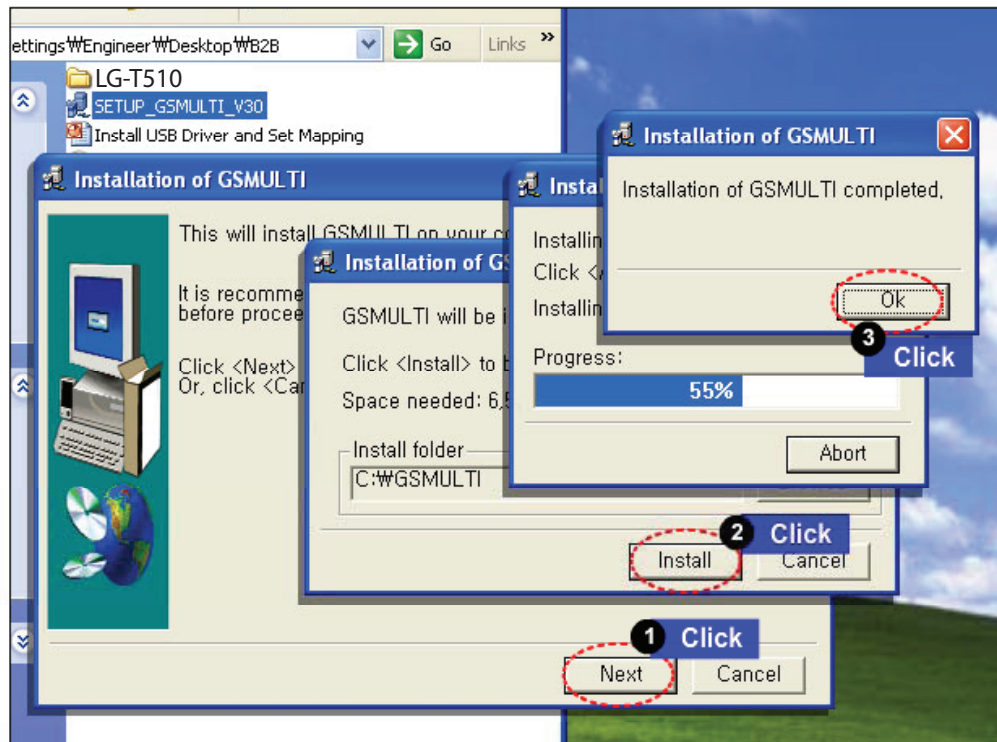 ettings₩Engineer₩Desktop₩B2B
Go
Links »
LG-T510
SETUP_GSMULTI_V30
Install USB Driver and Set Mapping
Installation of GSMULTI
This will install GSMULTI on your
It is recomme
before procee
Click <Next>
Or, click <Ca
1 Click
Next
Cancel
Installation of G
GSMULTI will be i
Click <Install> to
Space needed: 6,5
Install folder
C:₩GSMULTI
2 Click
Install
Cancel
Insta
Installin
Click <
Installin
Progress:
55%
Abort
Installation of GSMULTI
Installation of GSMULTI completed,
Ok
3 Click